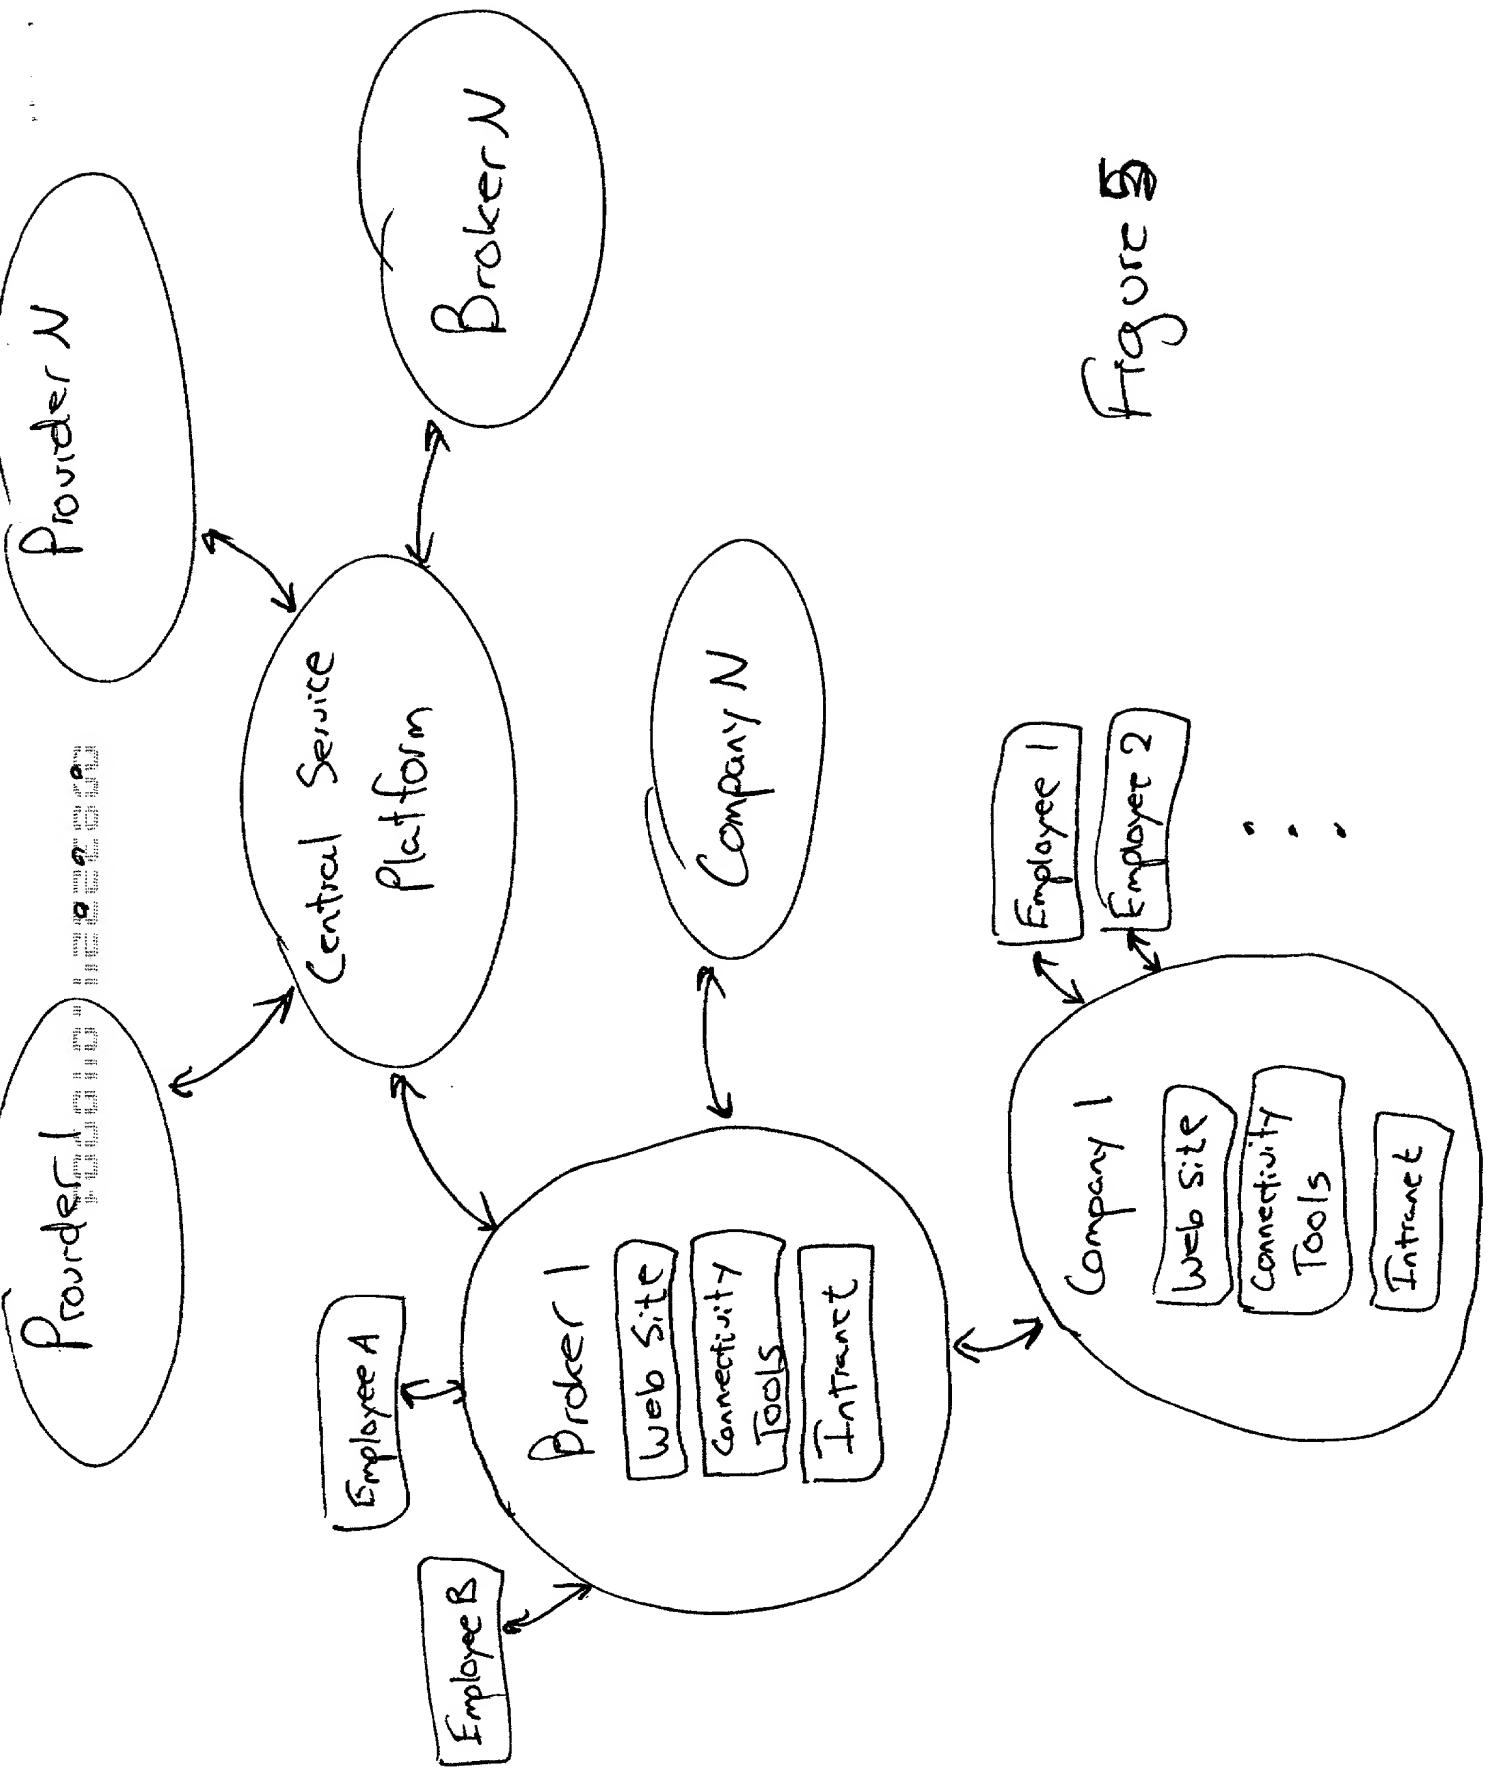 Provider 1
Provider N
Central Service
Platform
Broker N
Employee A
Employee B
Broker 1
Web Site
Connectivity
Tools
Intranet
Company N
Company 1
Web Site
Connectivity
Tools
Intranet
Employee 1
Employee 2
...
Figure 5